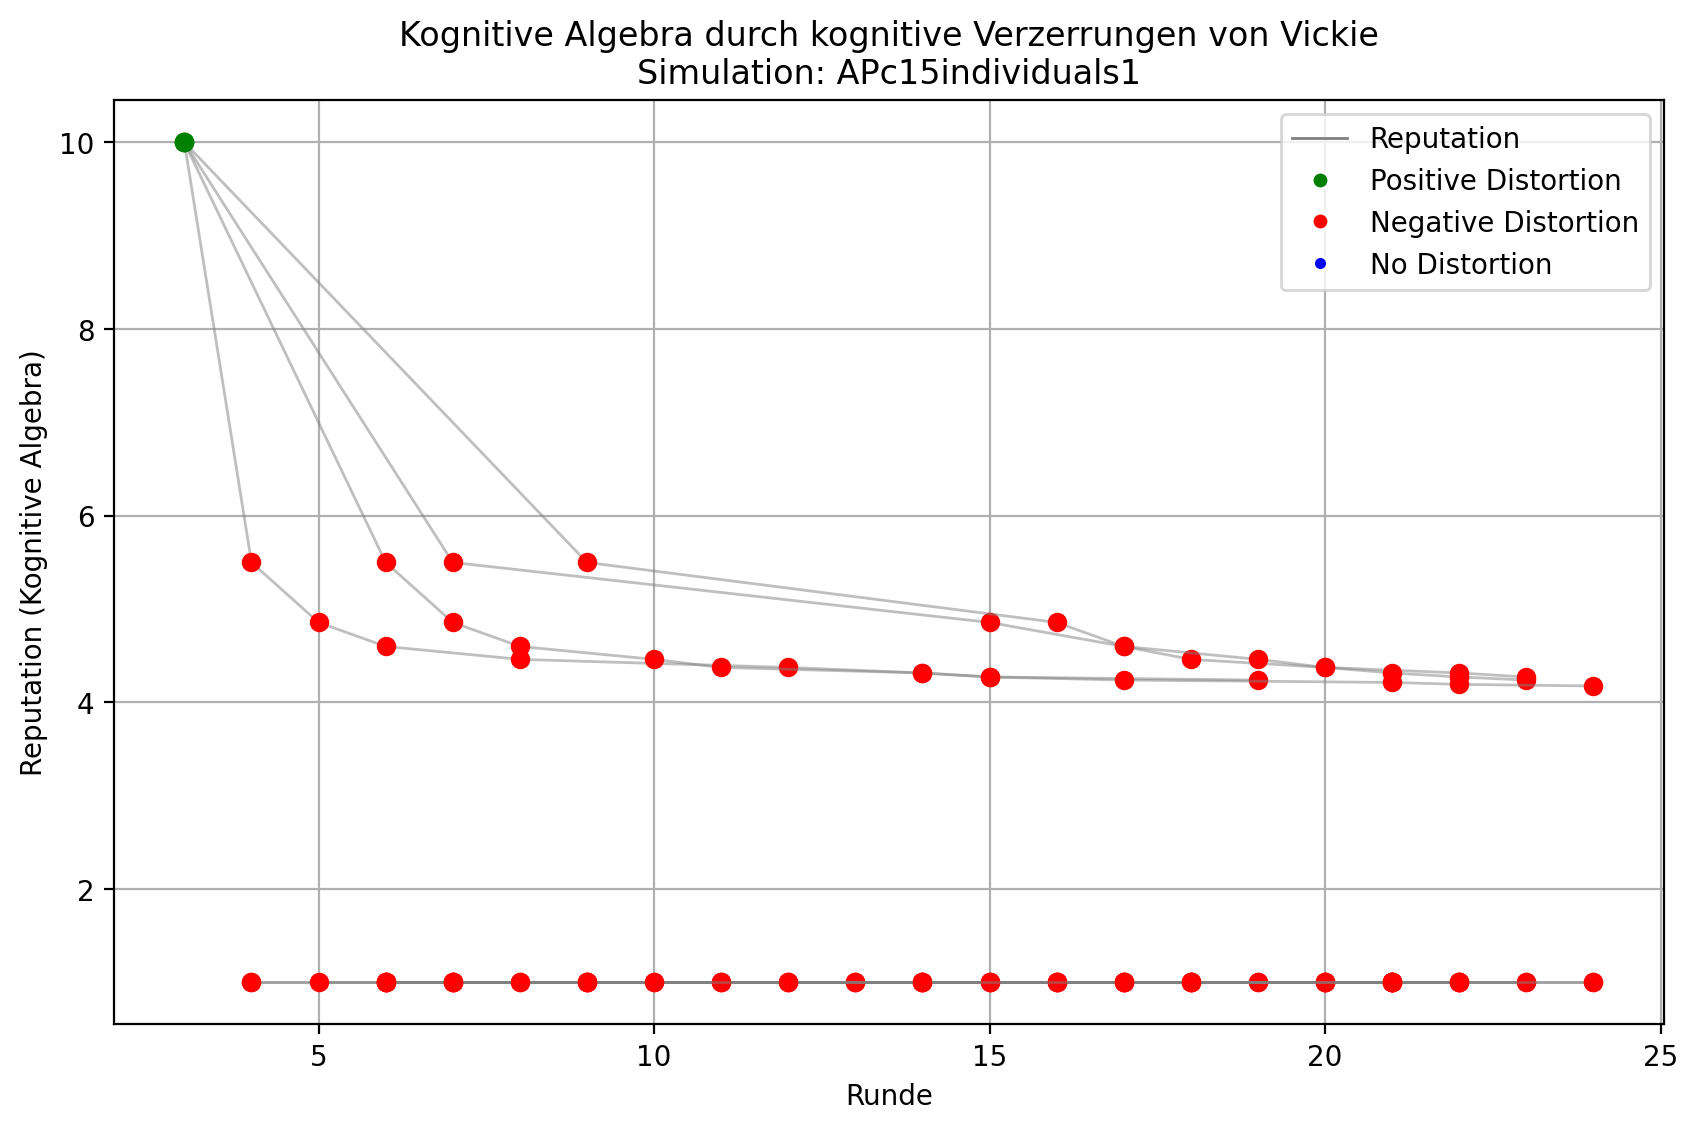 Kognitive Algebra durch kognitive Verzerrungen von Vickie
Simulation: APc15individuals1
Reputation
Positive Distortion
Negative Distortion
No Distortion
Reputation (Kognitive Algebra)
10
8
6
4
2
5
10
15
20
25
Runde